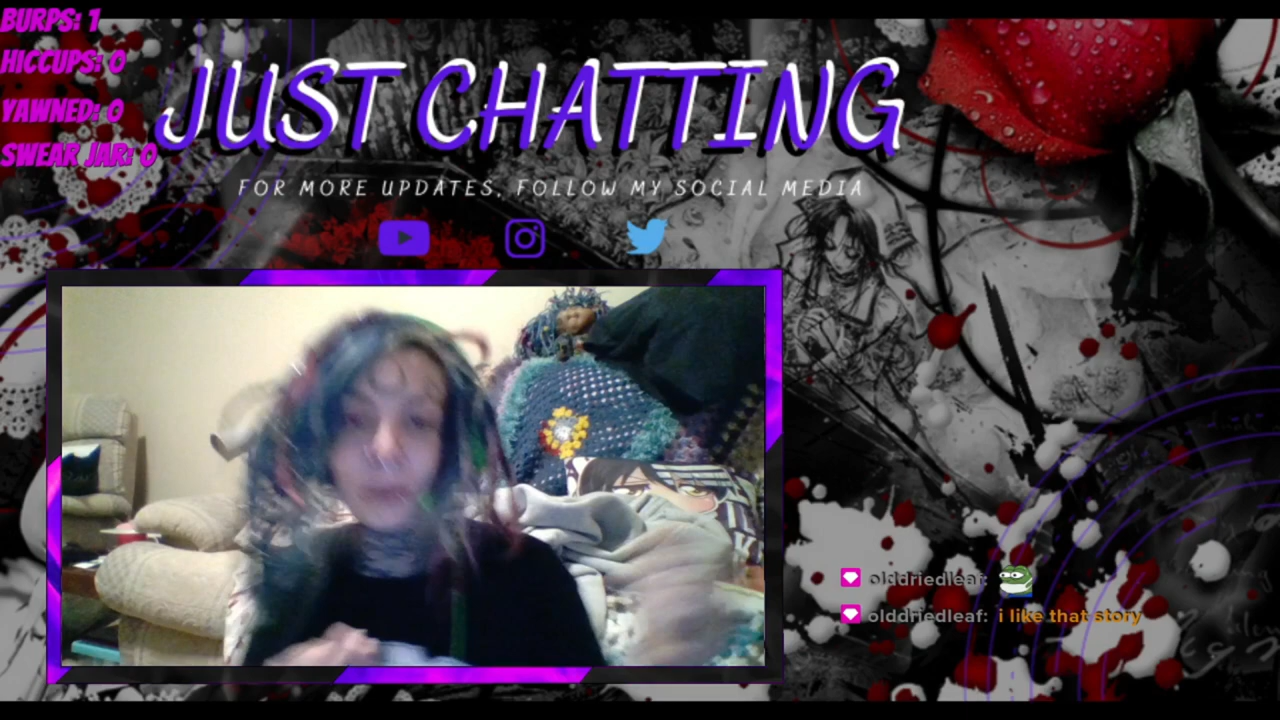 BURPS: 1
HICCUPS: 0
YAWNED: 0
SWEAR JAR: 0
JUST CHATTING
FOR MORE UPDATES, FOLLOW MY SOCIAL MEDIA
olddriedleaf:
olddriedleaf: i like that story